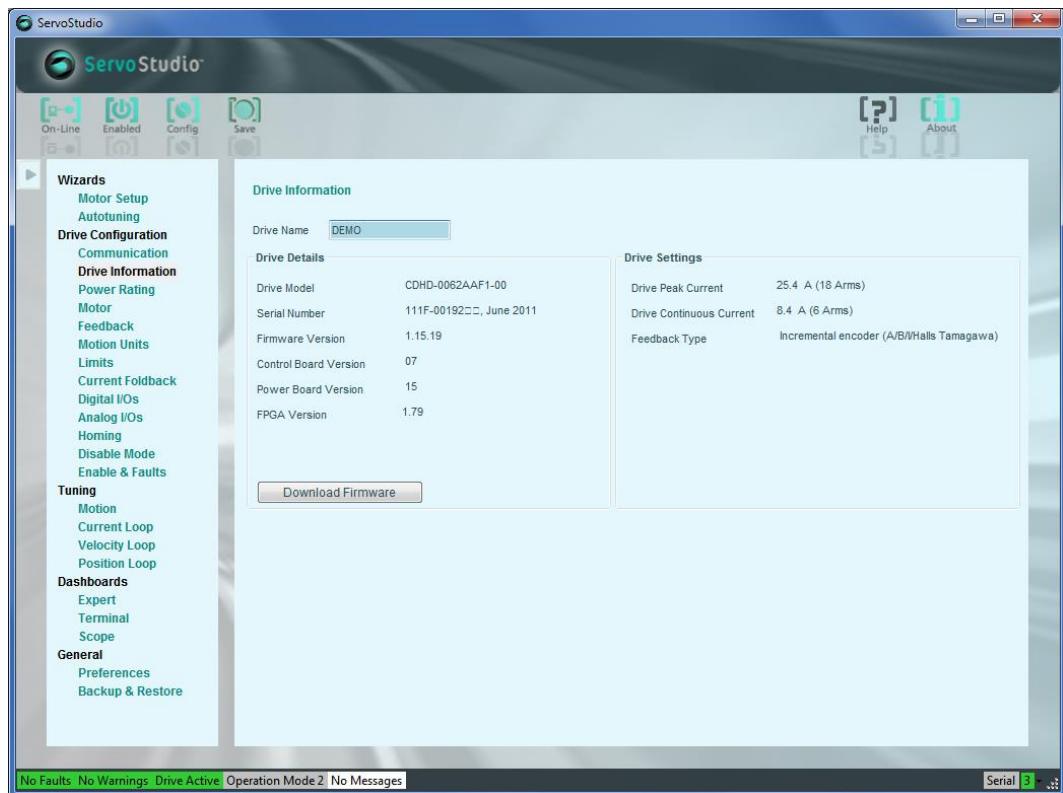 ServoStudio
ServoStudio
On-Line
Enabled
Config
Save
Help
About
Wizards
Motor Setup
Autotuning
Drive Configuration
Communication
Drive Information
Power Rating
Motor
Feedback
Motion Units
Limits
Current Foldback
Digital I/Os
Analog I/Os
Homing
Disable Mode
Enable & Faults
Tuning
Motion
Current Loop
Velocity Loop
Position Loop
Dashboards
Expert
Terminal
Scope
General
Preferences
Backup & Restore
Drive Information
Drive Name DEMO
Drive Details
Drive Model CDHD-0062AAF1-00
Serial Number 111F-00192□□, June 2011
Firmware Version 1.15.19
Control Board Version 07
Power Board Version 15
FPGA Version 1.79
Download Firmware
Drive Settings
Drive Peak Current 25.4 A (18 Arms)
Drive Continuous Current 8.4 A (6 Arms)
Feedback Type Incremental encoder (A/B/I/Halls Tamagawa)
No Faults No Warnings Drive Active Operation Mode 2 No Messages Serial 3